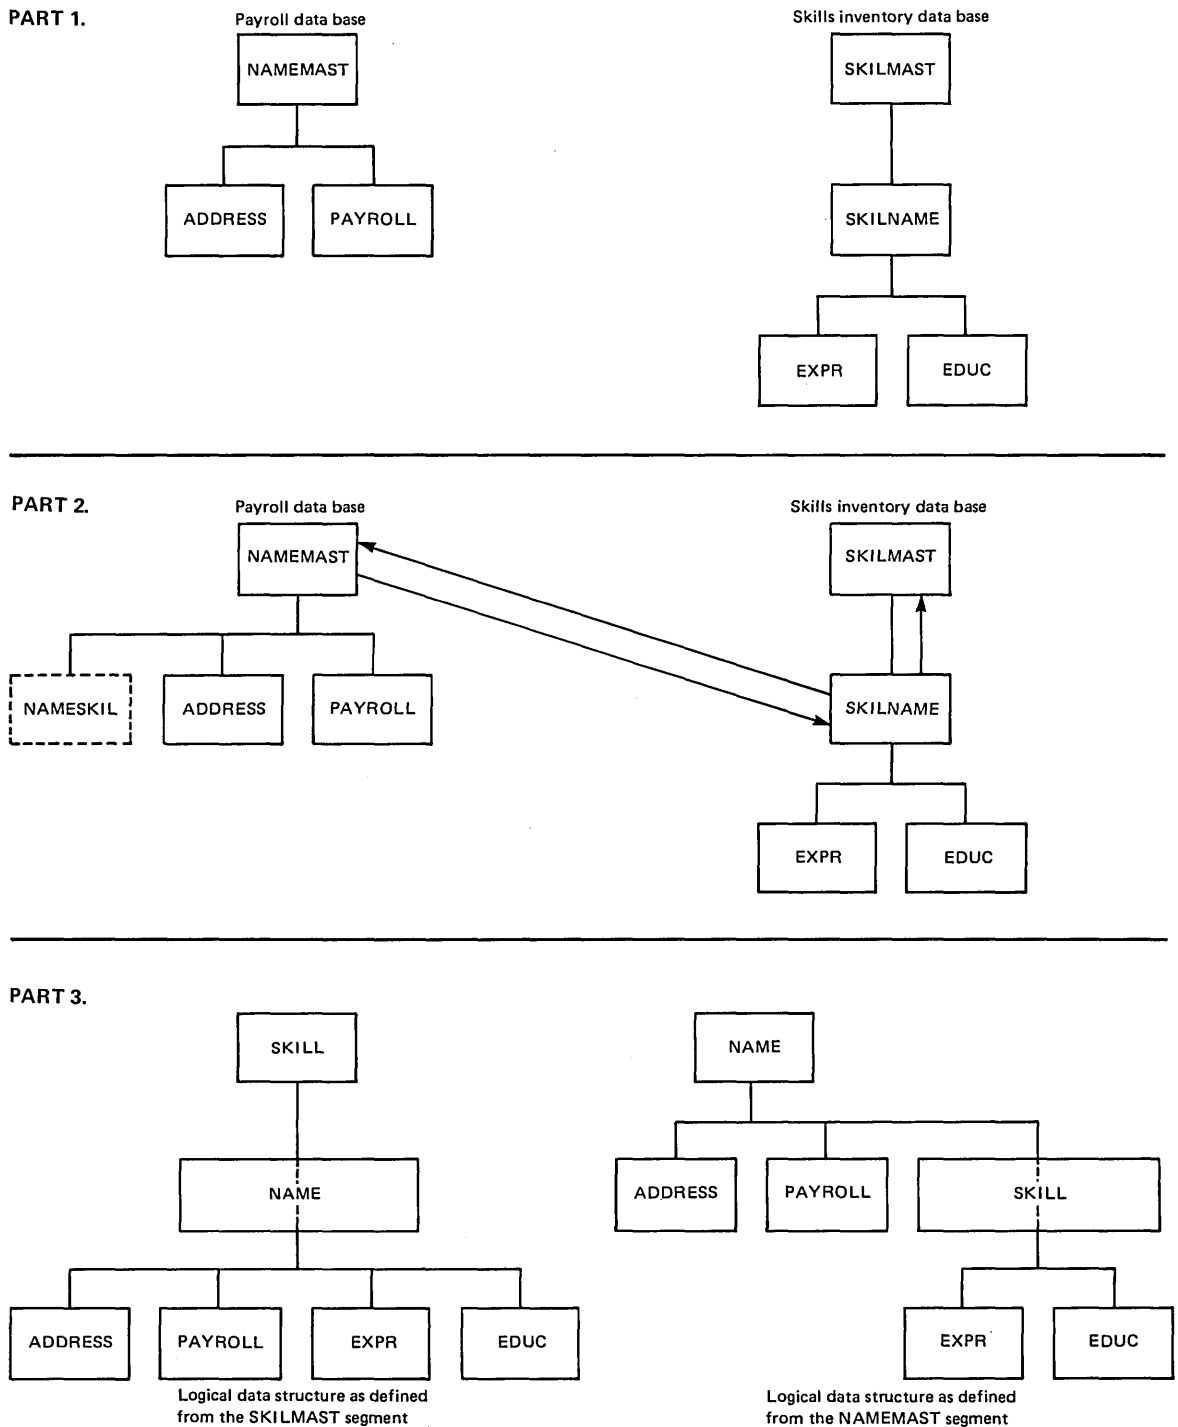 PART 1.
Payroll data base
Skills inventory data base
NAMEMAST
SKILMAST
ADDRESS
PAYROLL
SKILNAME
EXPR
EDUC
PART 2.
Payroll data base
Skills inventory data base
NAMEMAST
SKILMAST
NAMESKIL
ADDRESS
PAYROLL
SKILNAME
EXPR
EDUC
PART 3.
SKILL
NAME
NAME
ADDRESS
PAYROLL
SKILL
ADDRESS
PAYROLL
EXPR
EDUC
EXPR
EDUC
Logical data structure as defined
from the SKILMAST segment
Logical data structure as defined
from the NAMEMAST segment